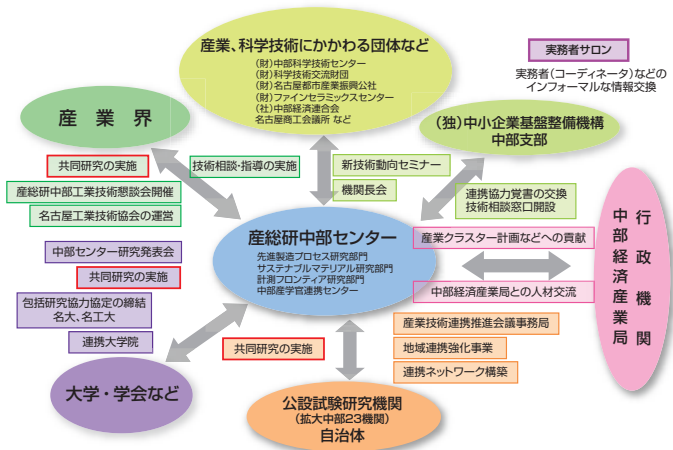 産業、科学技術にかかわる団体など
(財)中部科学技術センター
(財)科学技術交流財団
(財)名古屋都市産業振興公社
(財)ファインセラミックスセンター
(社)中部経済連合会
名古屋商工会議所 など
実務者サロン
実務者(コーディネータ)などの
インフォーマルな情報交換
産業界
(独)中小企業基盤整備機構
中部支部
共同研究の実施
技術相談・指導の実施
新技術動向セミナー
機関長会
産総研中部工業技術懇談会開催
名古屋工業技術協会の運営
連携協力覚書の交換
技術相談窓口開設
行政機関
中部経済産業局
産総研中部センター
先進製造プロセス研究部門
サステナブルマテリアル研究部門
計測フロンティア研究部門
中部産学官連携センター
産業クラスター計画などへの貢献
中部経済産業局との人材交流
中部センター研究発表会
共同研究の実施
包括研究協力協定の締結
名大、名工大
連携大学院
共同研究の実施
産業技術連携推進会議事務局
地域連携強化事業
連携ネットワーク構築
大学・学会など
公設試験研究機関
(拡大中部23機関)
自治体